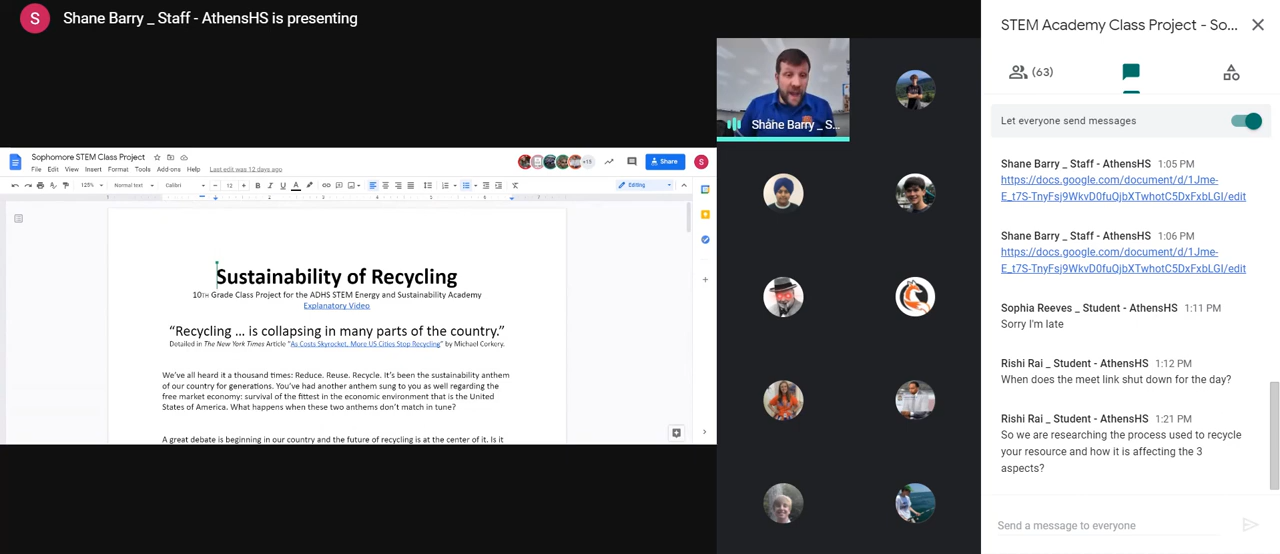 S
Shane Barry _ Staff - AthensHS is presenting
Sophomore STEM Class Project
File Edit View Insert Format Tools Add-ons Help Last edit was 12 days ago
+15
Share
S
125% Normal text Calibri - 12 + B I U A Editing
Sustainability of Recycling
10TH Grade Class Project for the ADHS STEM Energy and Sustainability Academy
Explanatory Video
“Recycling ... is collapsing in many parts of the country.”
Detailed in The New York Times Article “As Costs Skyrocket, More US Cities Stop Recycling” by Michael Corkery.
We've all heard it a thousand times: Reduce. Reuse. Recycle. It's been the sustainability anthem
of our country for generations. You've had another anthem sung to you as well regarding the
free market economy: survival of the fittest in the economic environment that is the United
States of America. What happens when these two anthems don't match in tune?
A great debate is beginning in our country and the future of recycling is at the center of it. Is it
Shane Barry _ S...
STEM Academy Class Project - So...
(63)
Let everyone send messages
Shane Barry _ Staff - AthensHS 1:05 PM
https://docs.google.com/document/d/1Jme-
E_t7S-TnyFsj9WkvD0fuQjbXTwhotC5DxFxbLGI/edit
Shane Barry _ Staff - AthensHS 1:06 PM
https://docs.google.com/document/d/1Jme-
E_t7S-TnyFsj9WkvD0fuQjbXTwhotC5DxFxbLGI/edit
Sophia Reeves _ Student - AthensHS 1:11 PM
Sorry I'm late
Rishi Rai _ Student - AthensHS 1:12 PM
When does the meet link shut down for the day?
Rishi Rai _ Student - AthensHS 1:21 PM
So we are researching the process used to recycle
your resource and how it is affecting the 3
aspects?
Send a message to everyone